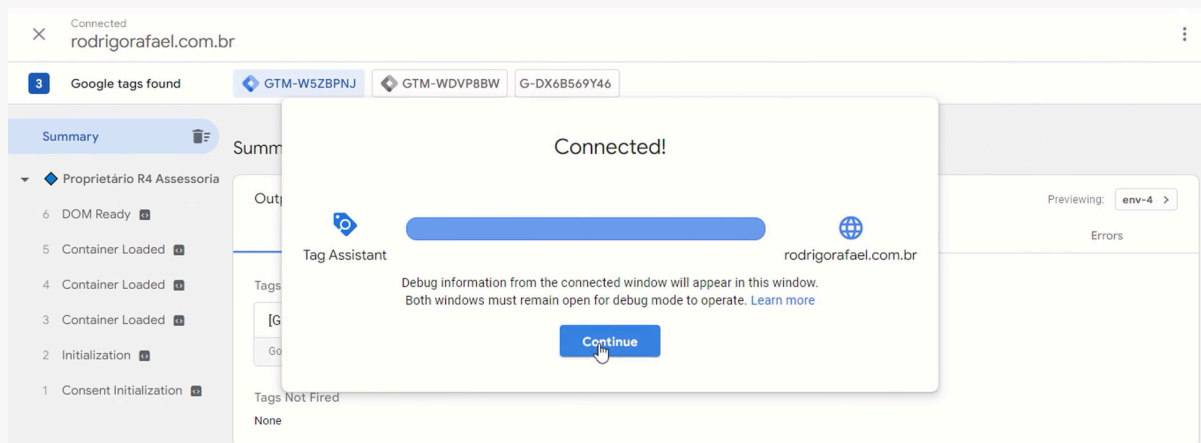 Connected
rodrigorafael.com.br
3 Google tags found GTM-W5ZBPNJ GTM-WDVP8BW G-DX6B569Y46
Summary
Summ
Proprietário R4 Assessoria
6 DOM Ready
5 Container Loaded
4 Container Loaded
3 Container Loaded
2 Initialization
1 Consent Initialization
Outp
Previewing: env-4
Errors
Tags
[G
Go
Connected!
Tag Assistant
rodrigorafael.com.br
Debug information from the connected window will appear in this window.
Both windows must remain open for debug mode to operate. Learn more
Continue
Tags Not Fired
None